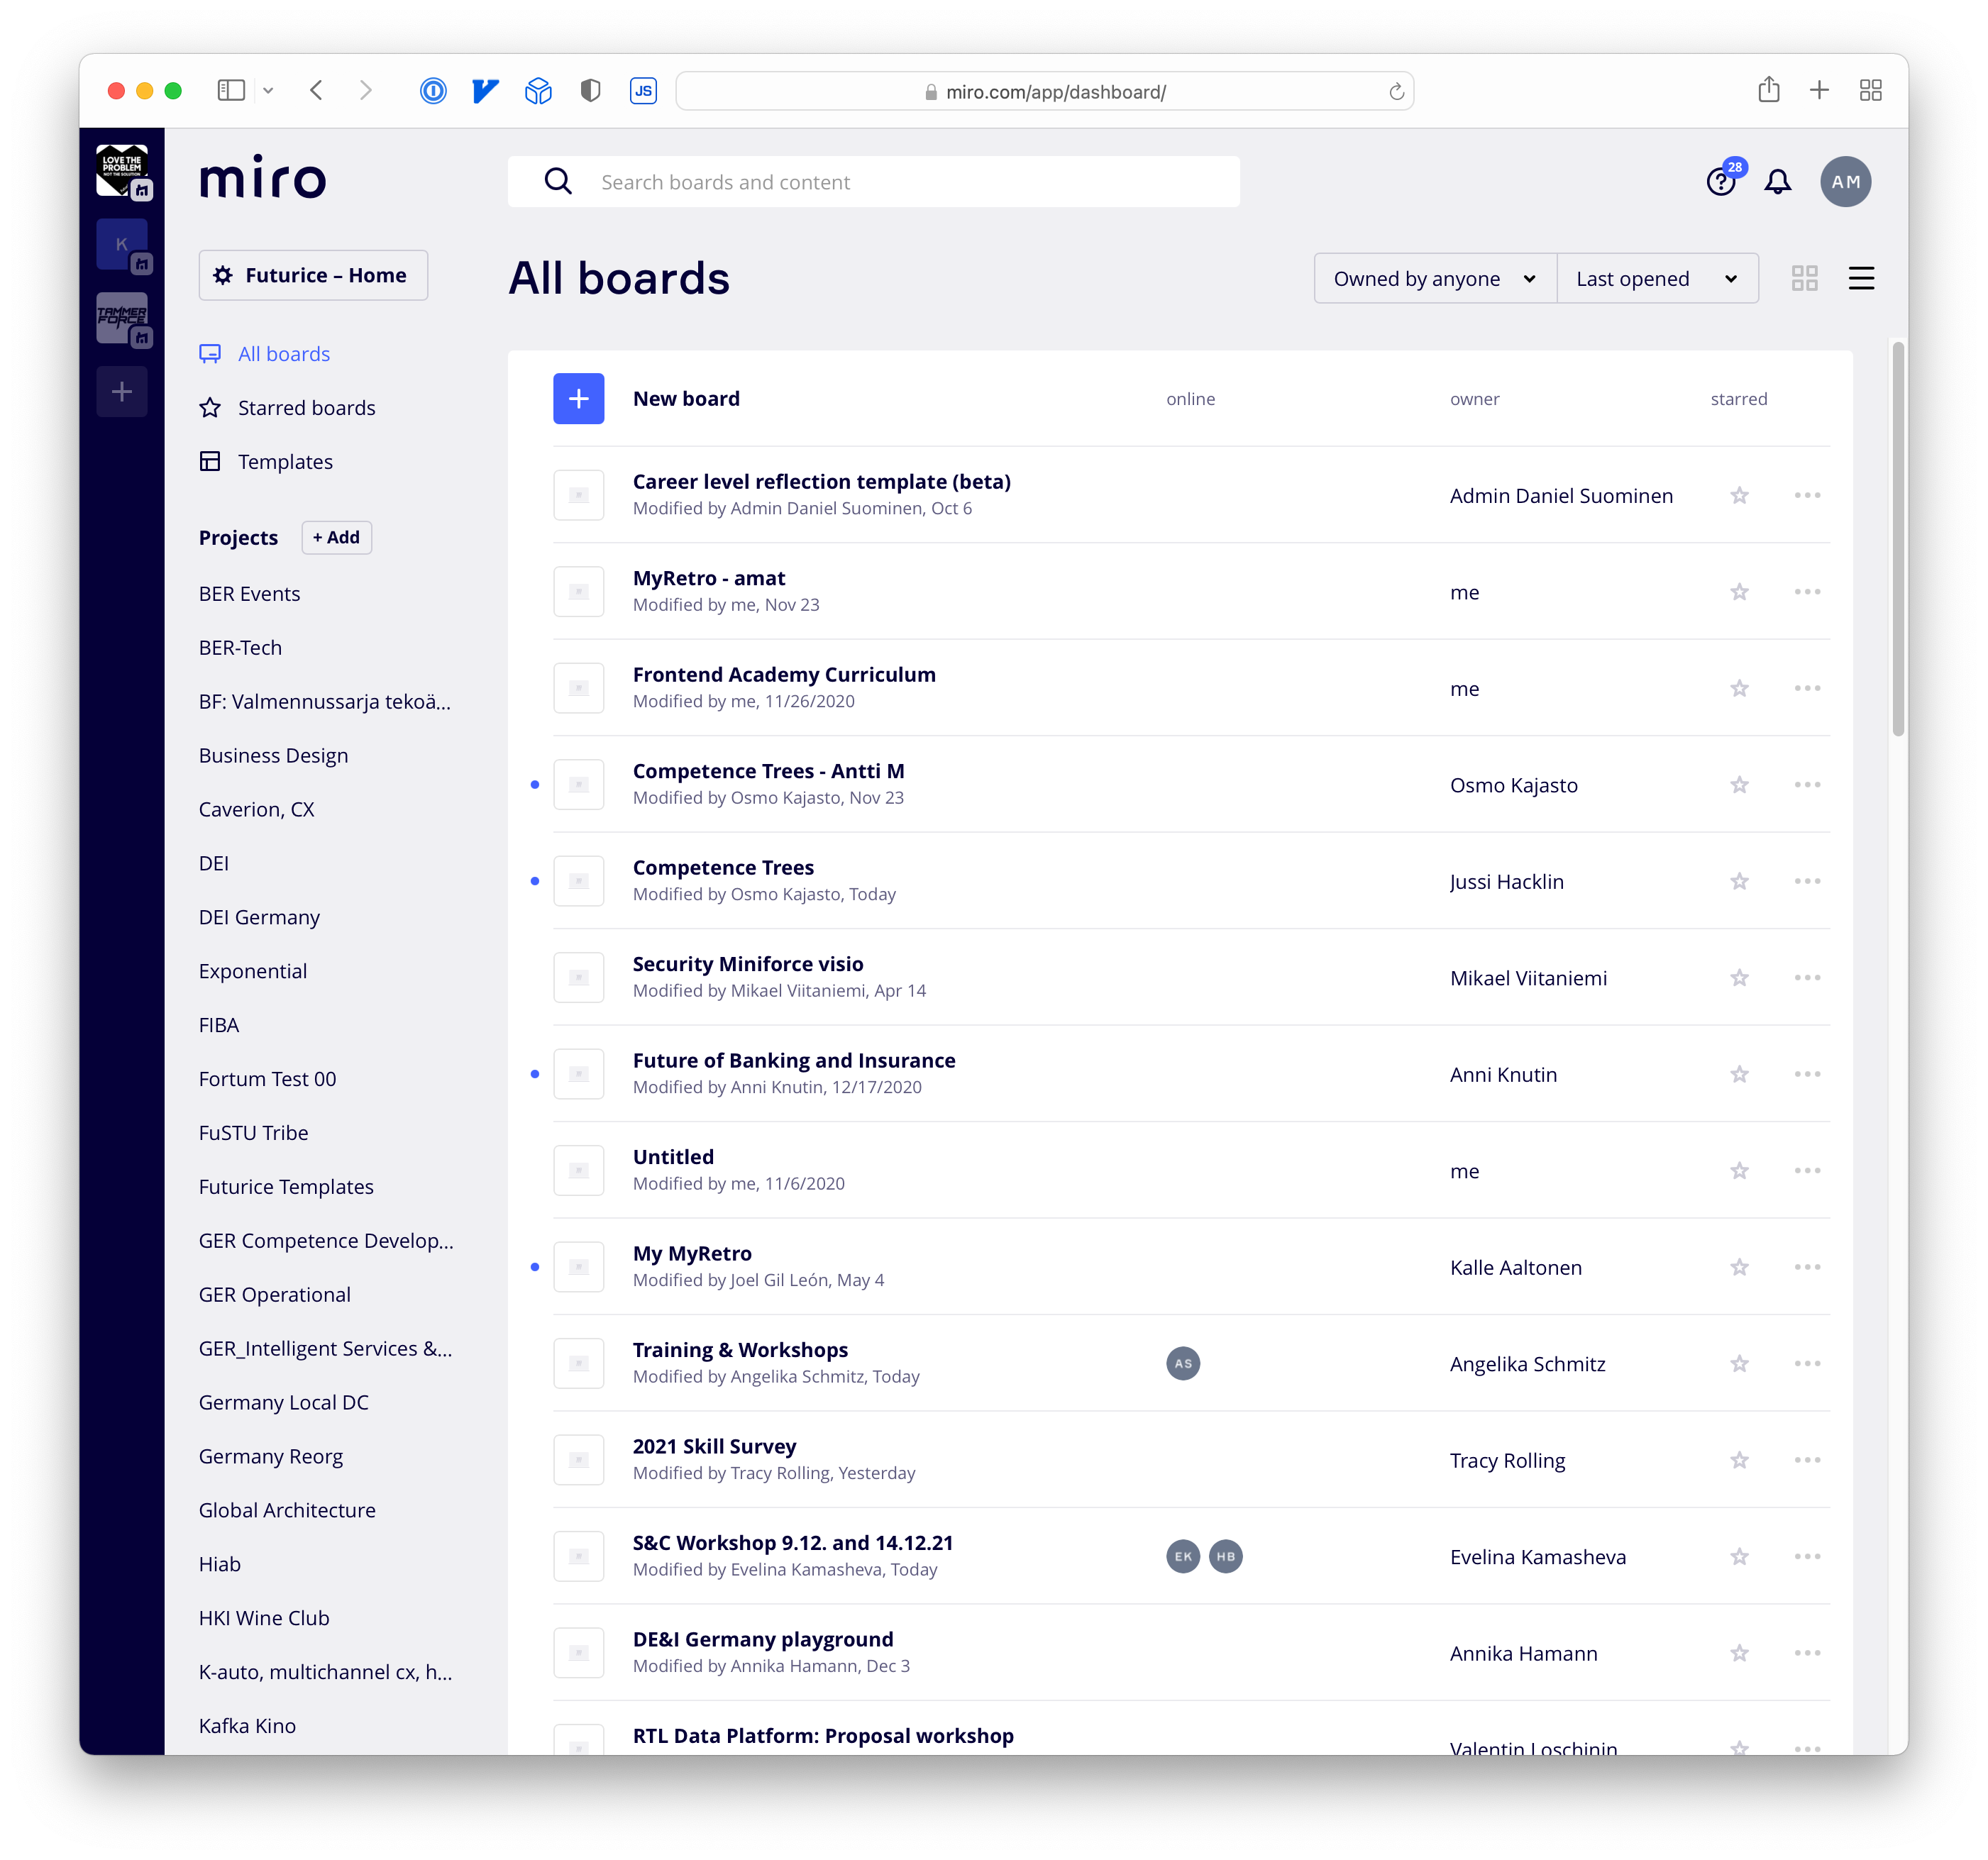 JS
miro.com/app/dashboard/
LOVE THE
PROBLEM
NOT THE SOLUTION
K
TAMMER
FORCE
miro
Search boards and content
28
AM
Futurice – Home
All boards
Owned by anyone
Last opened
All boards
Starred boards
Templates
Projects
+ Add
BER Events
BER-Tech
BF: Valmennussarja tekoä...
Business Design
Caverion, CX
DEI
DEI Germany
Exponential
FIBA
Fortum Test 00
FuSTU Tribe
Futurice Templates
GER Competence Develop...
GER Operational
GER_Intelligent Services &...
Germany Local DC
Germany Reorg
Global Architecture
Hiab
HKI Wine Club
K-auto, multichannel cx, h...
Kafka Kino
New board online owner starred
Career level reflection template (beta)
Modified by Admin Daniel Suominen, Oct 6
Admin Daniel Suominen
MyRetro - amat
Modified by me, Nov 23
me
Frontend Academy Curriculum
Modified by me, 11/26/2020
me
Competence Trees - Antti M
Modified by Osmo Kajasto, Nov 23
Osmo Kajasto
Competence Trees
Modified by Osmo Kajasto, Today
Jussi Hacklin
Security Miniforce visio
Modified by Mikael Viitaniemi, Apr 14
Mikael Viitaniemi
Future of Banking and Insurance
Modified by Anni Knutin, 12/17/2020
Anni Knutin
Untitled
Modified by me, 11/6/2020
me
My MyRetro
Modified by Joel Gil León, May 4
Kalle Aaltonen
Training & Workshops
Modified by Angelika Schmitz, Today
AS
Angelika Schmitz
2021 Skill Survey
Modified by Tracy Rolling, Yesterday
Tracy Rolling
S&C Workshop 9.12. and 14.12.21
Modified by Evelina Kamasheva, Today
EK HB
Evelina Kamasheva
DE&I Germany playground
Modified by Annika Hamann, Dec 3
Annika Hamann
RTL Data Platform: Proposal workshop
Valentin Loschinin